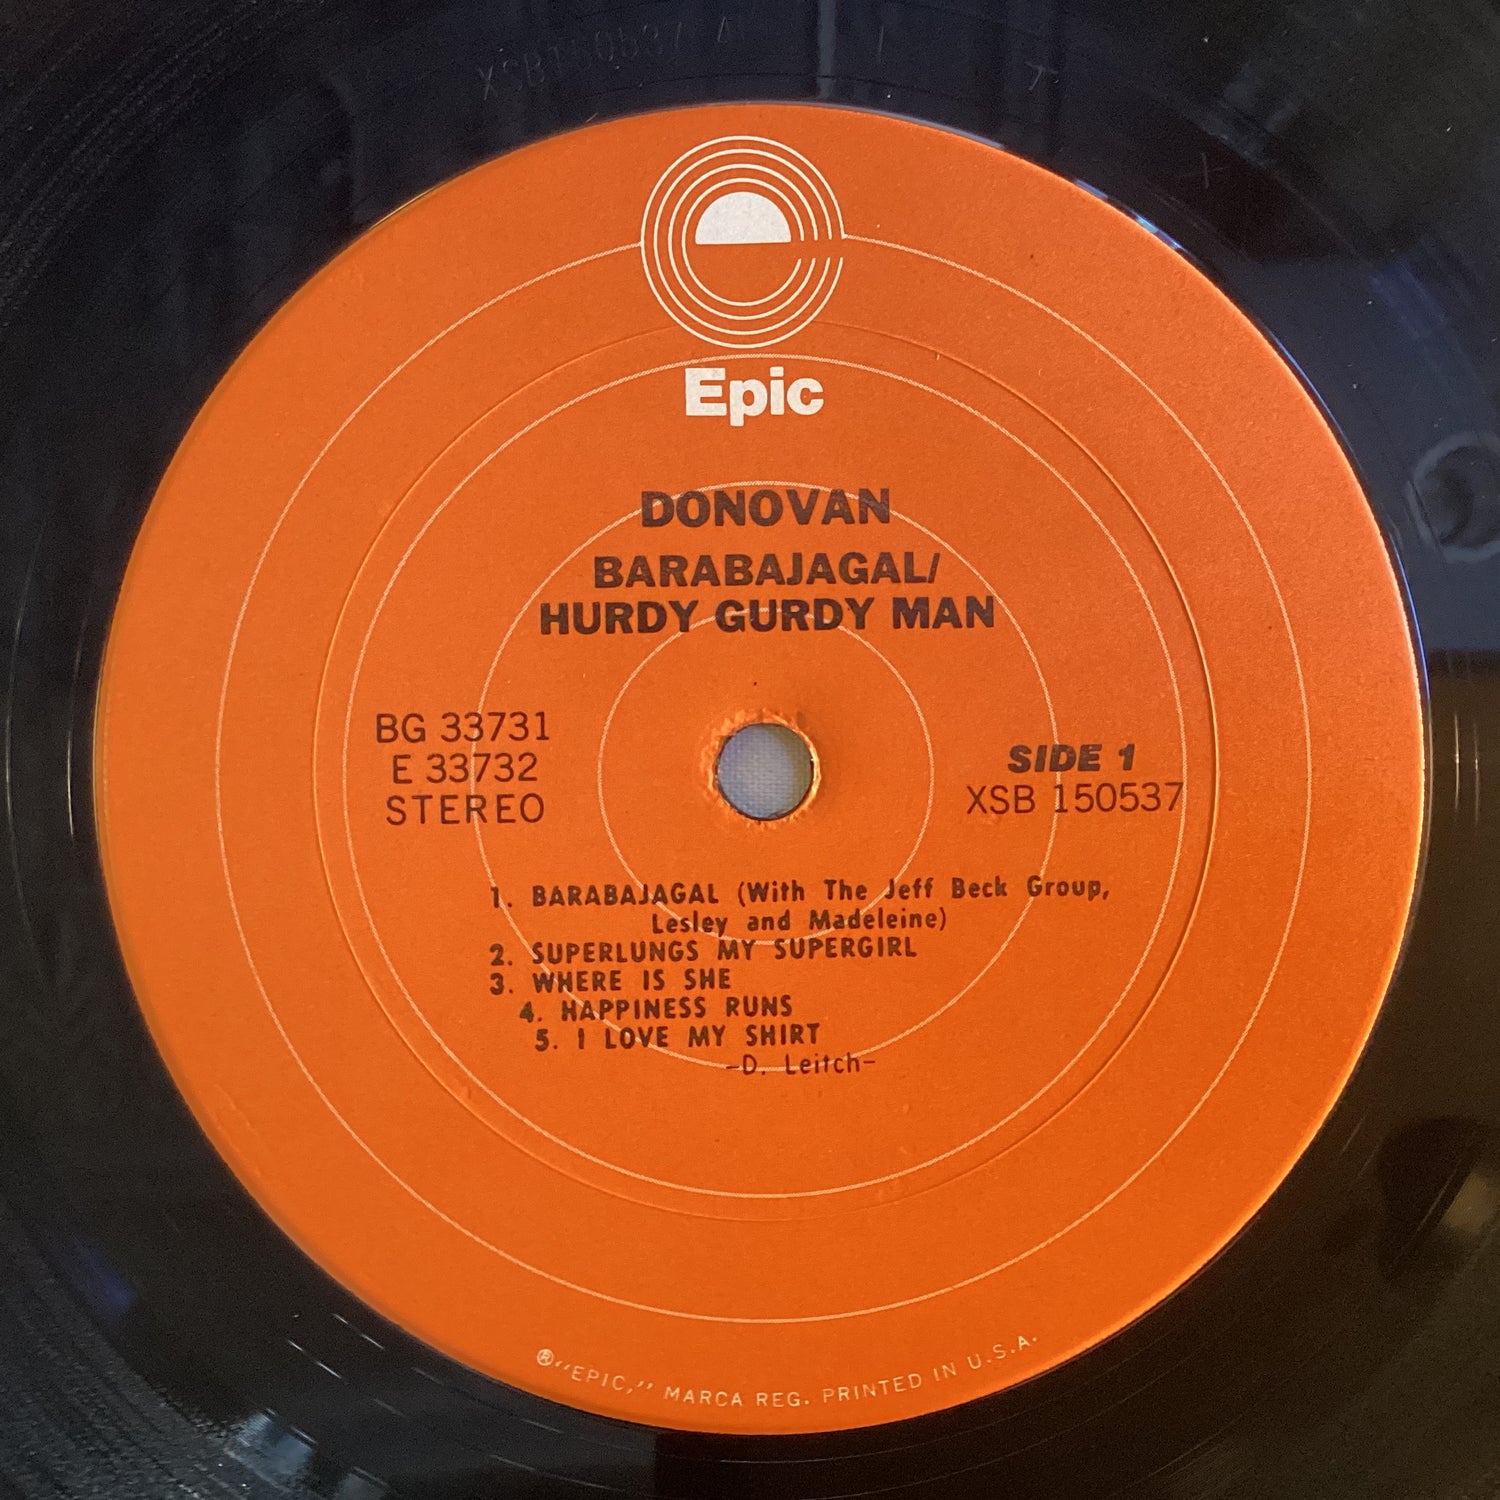 Epic
DONOVAN
BARABAJAGAL/
HURDY GURDY MAN
BG 33731
E 33732
STEREO
SIDE 1
XSB 150537
1. BARABAJAGAL (With The Jeff Beck Group,
Lesley and Madeleine)
2. SUPERLUNGS MY SUPERGIRL
3. WHERE IS SHE
4. HAPPINESS RUNS
5. I LOVE MY SHIRT
-D. Leitch-
®"EPIC," MARCA REG. PRINTED IN U.S.A.